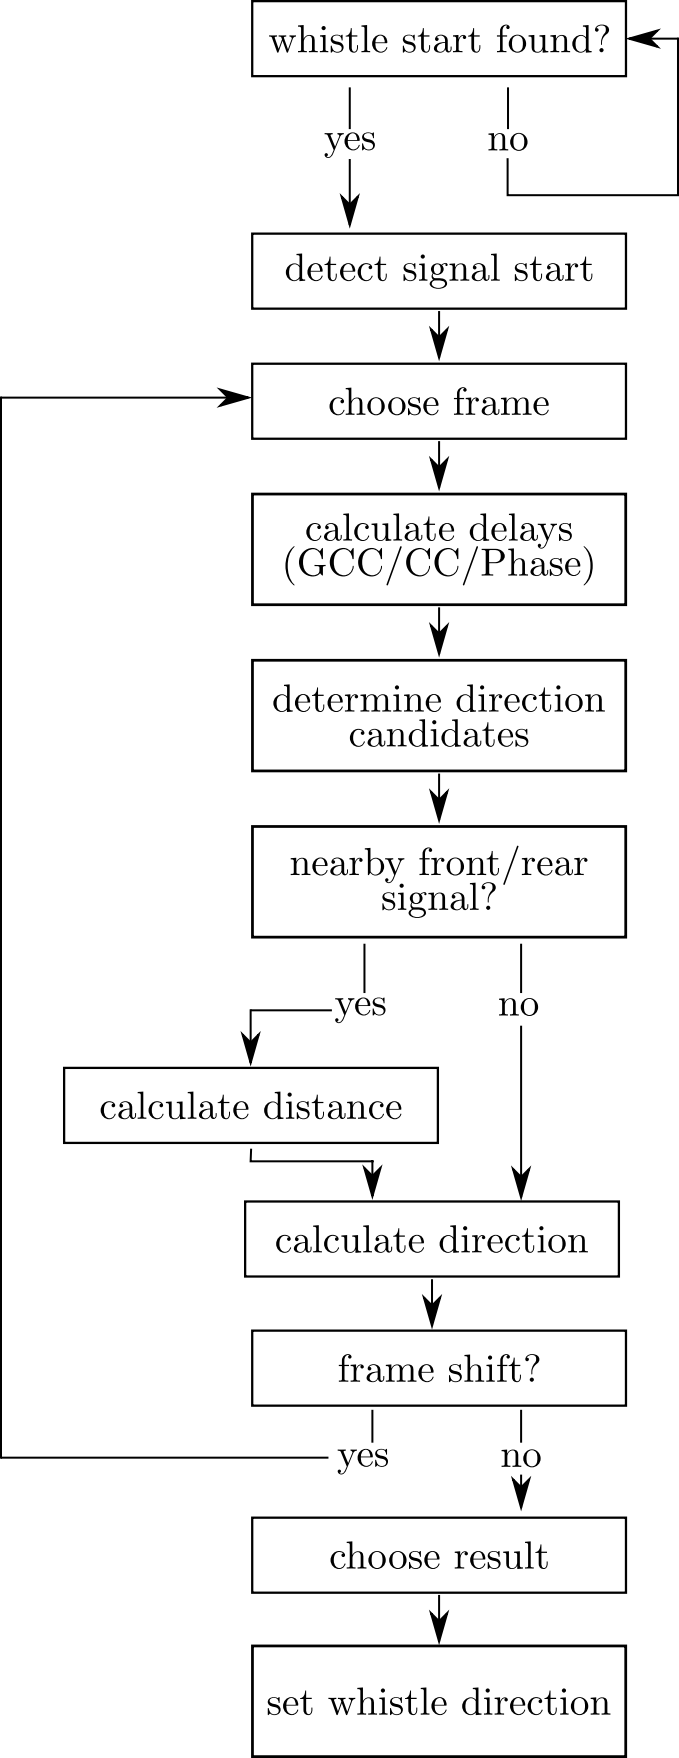 whistle start found?
yes
no
detect signal start
choose frame
calculate delays
(GCC/CC/Phase)
determine direction
candidates
nearby front/rear
signal?
yes
no
calculate distance
calculate direction
frame shift?
yes
no
choose result
set whistle direction